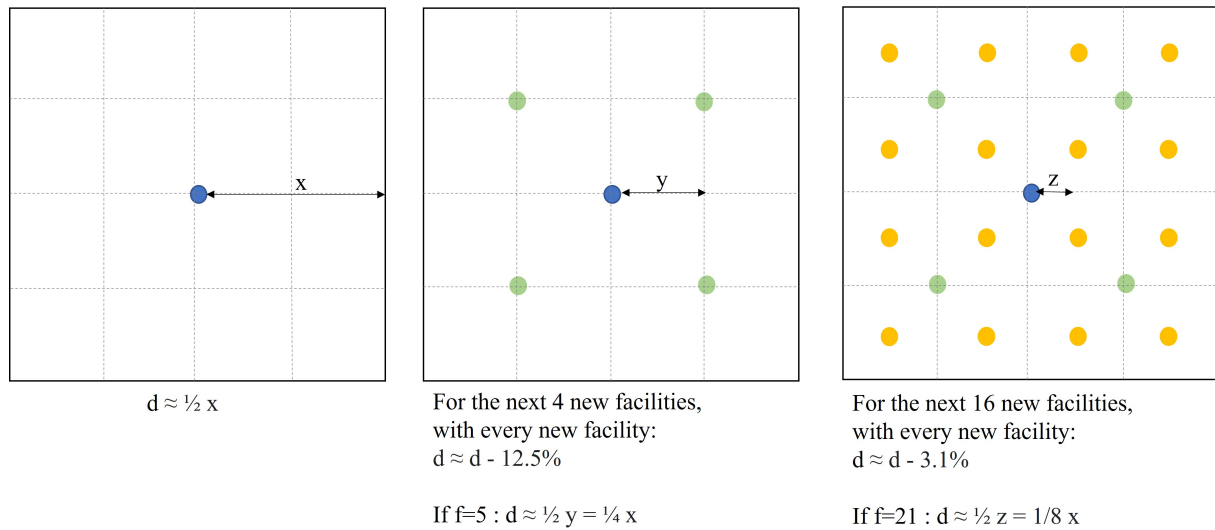 x
y
z
d ≈ ½ x
For the next 4 new facilities,
with every new facility:
d ≈ d - 12.5%
If f=5 : d ≈ ½ y = ¼ x
For the next 16 new facilities,
with every new facility:
d ≈ d - 3.1%
If f=21 : d ≈ ½ z = 1/8 x